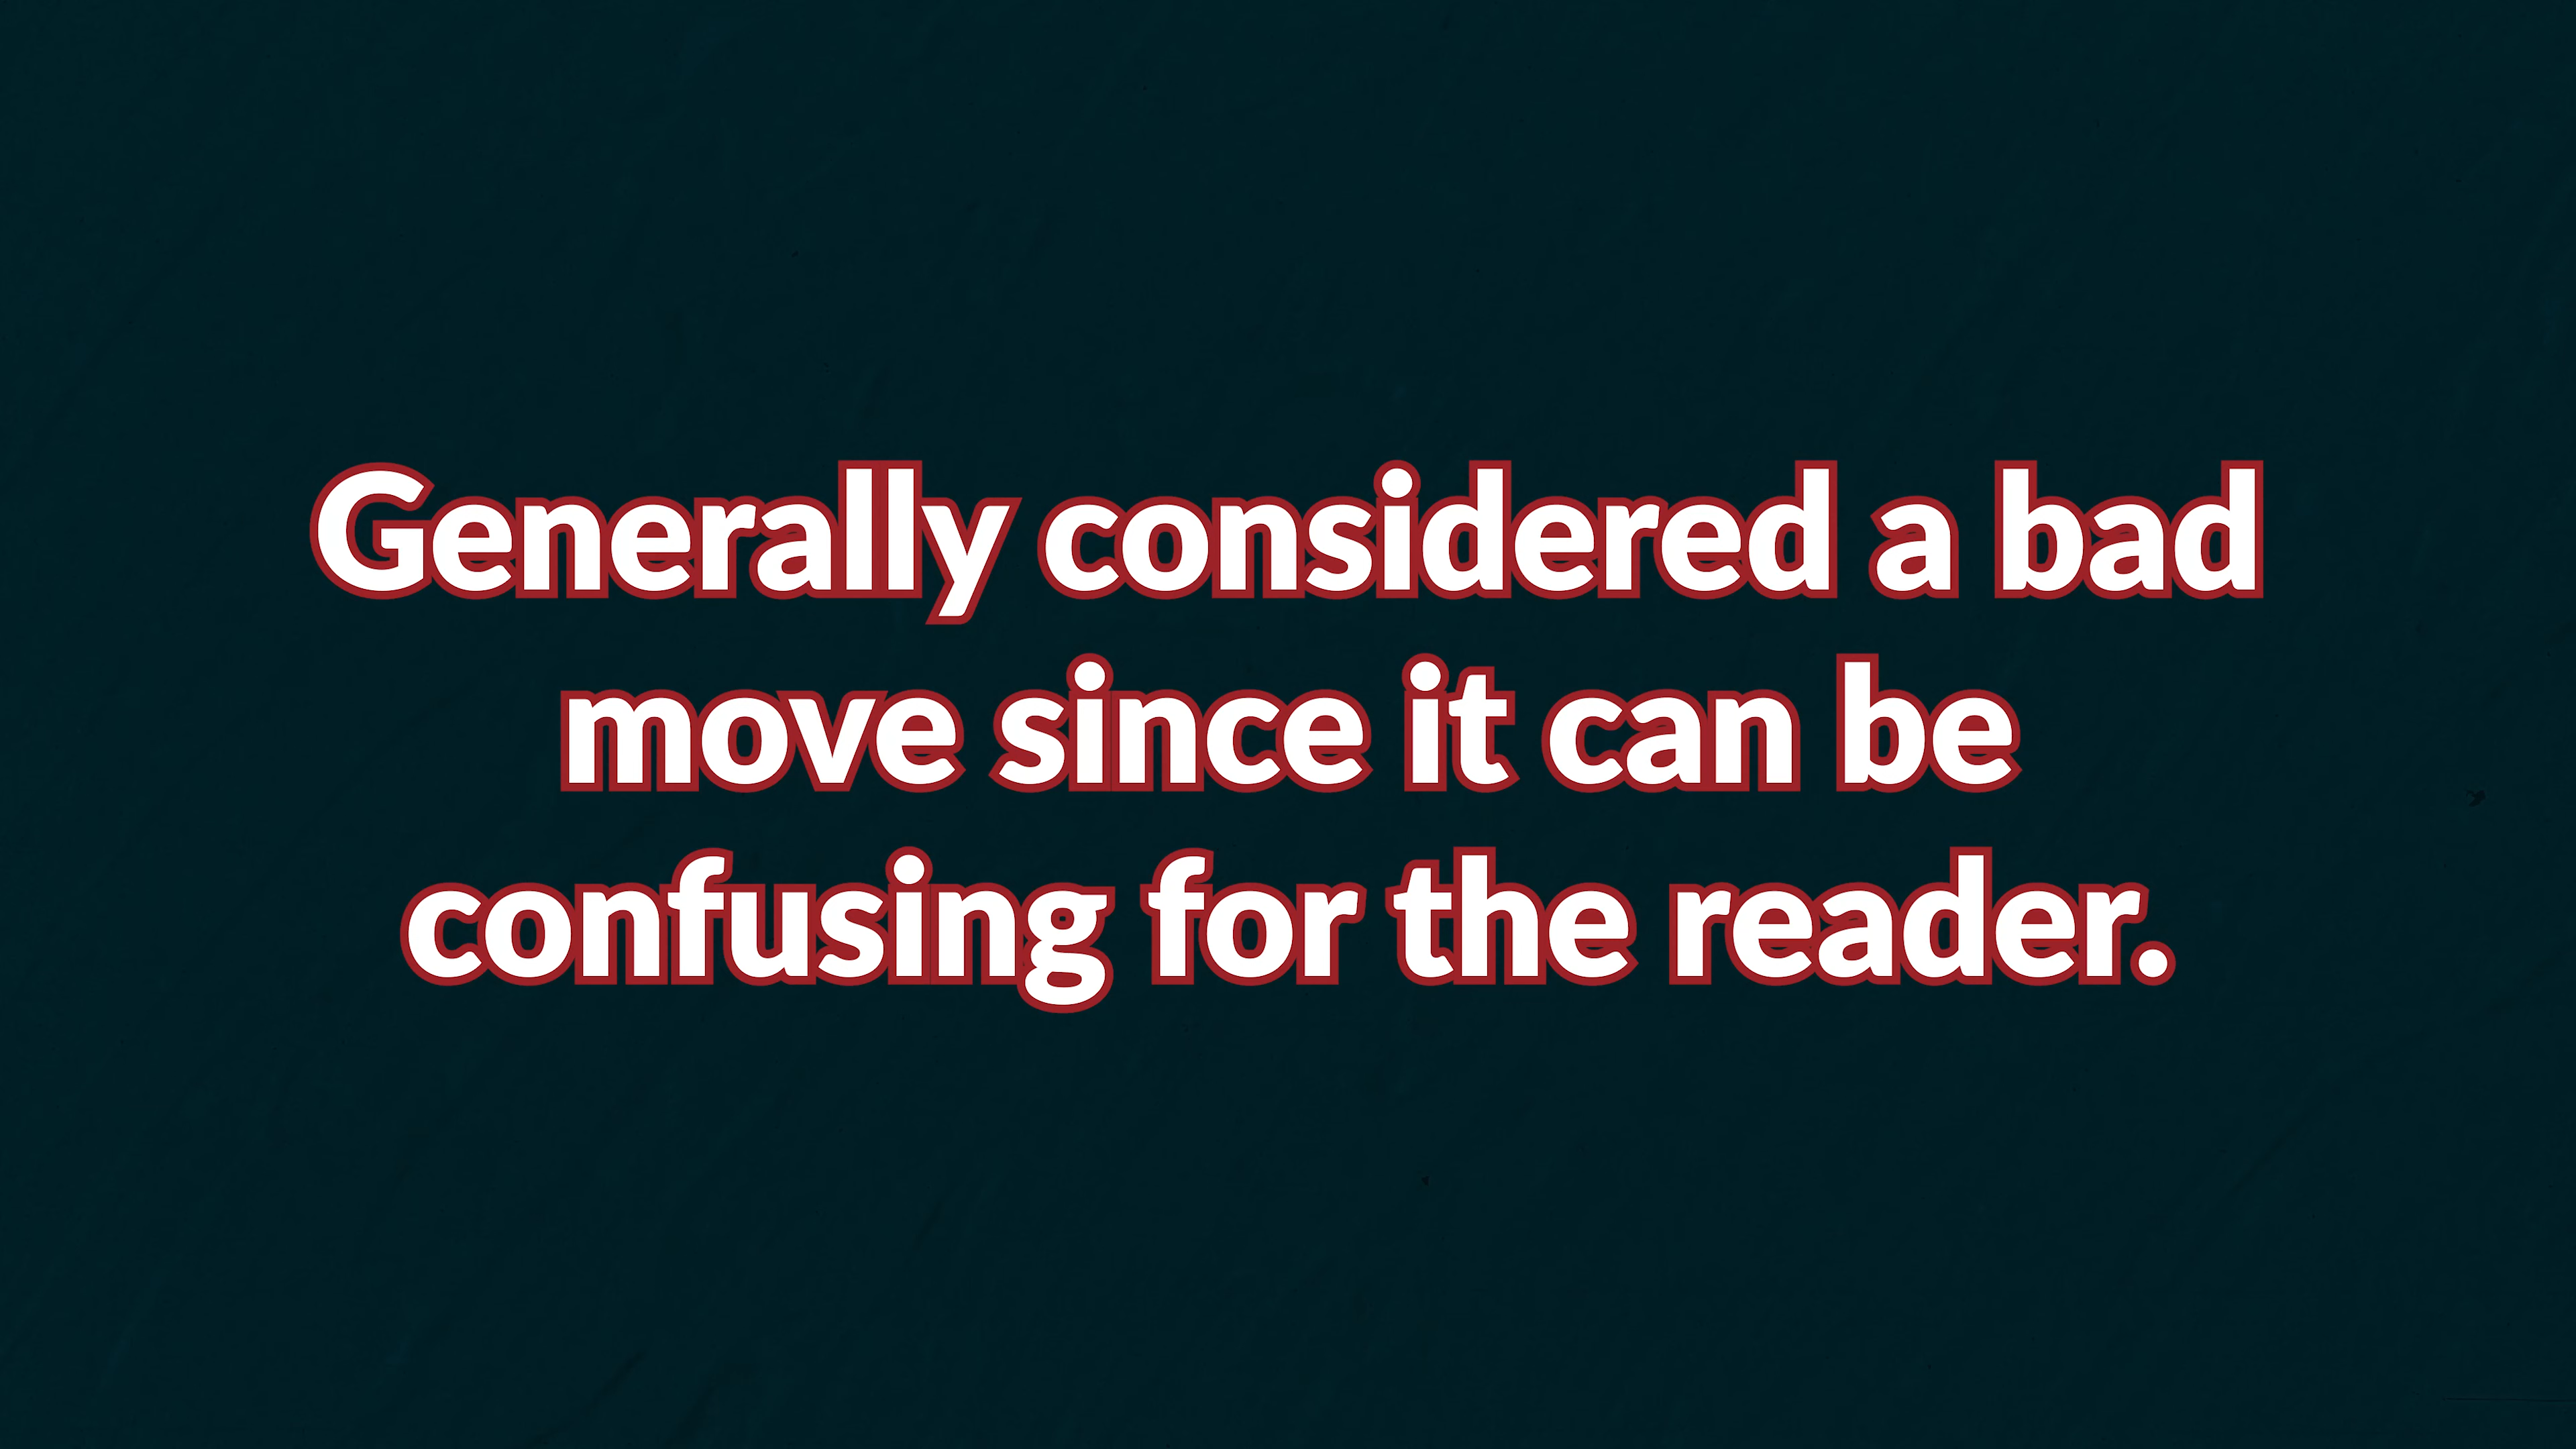 Generally considered a bad
move since it can be
confusing for the reader.